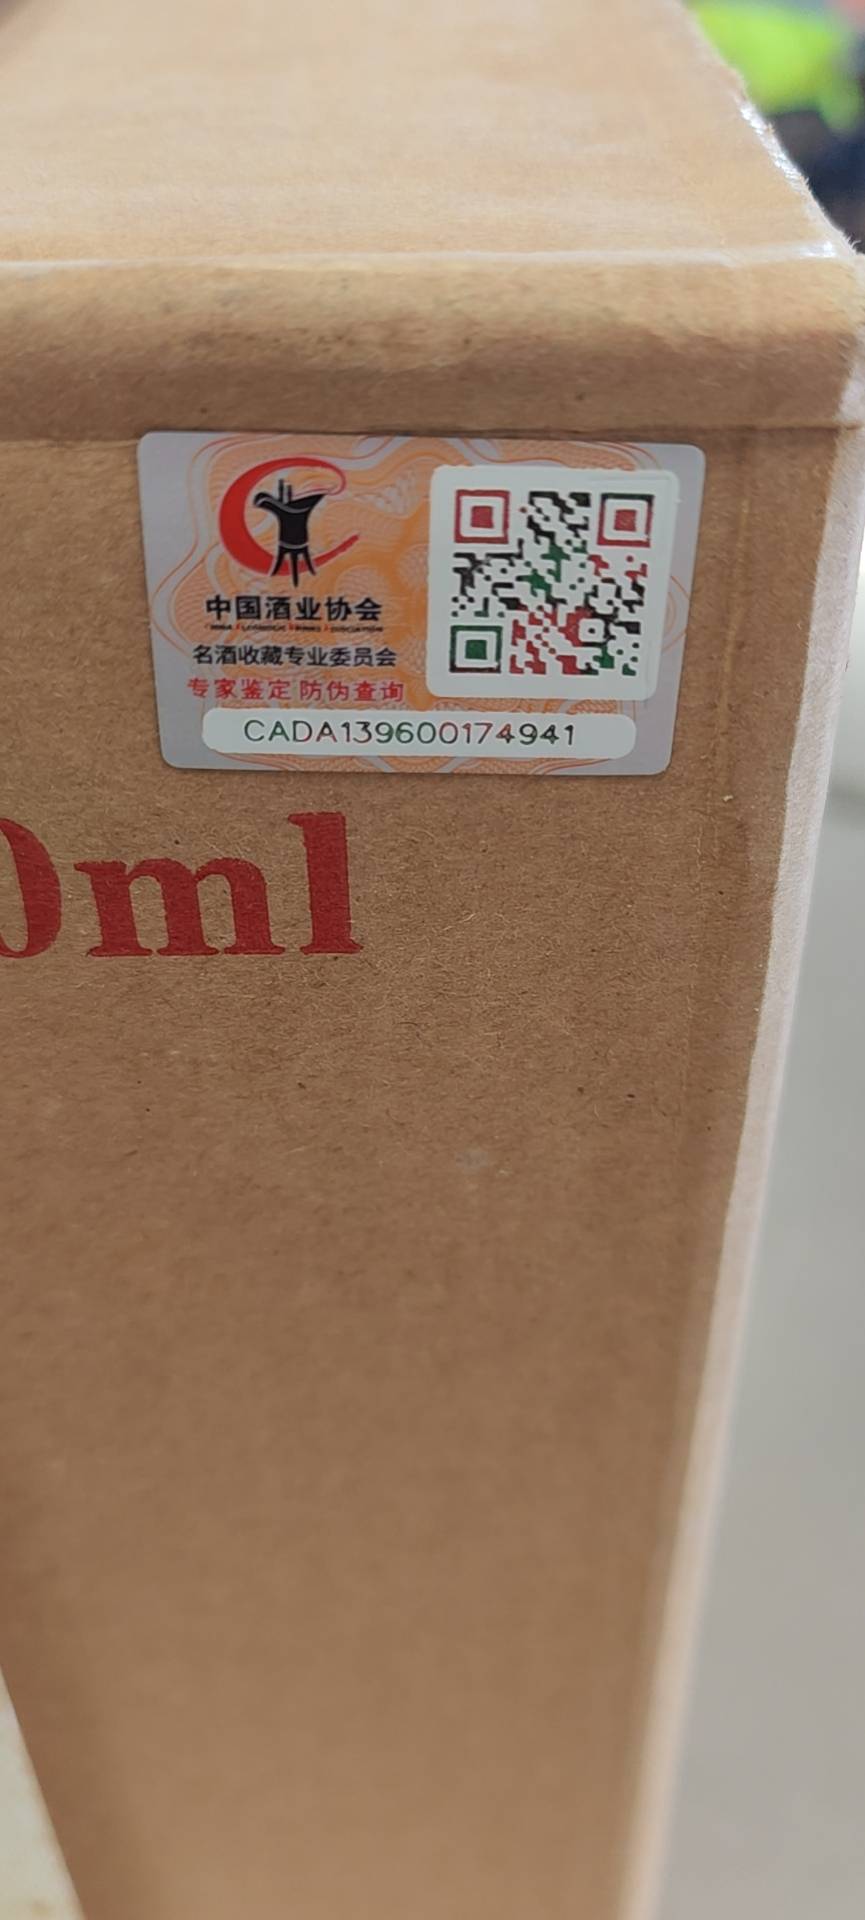 中国酒业协会
名酒收藏专业委员会
专家鉴定 防伪查询
CADA139600174941
0ml